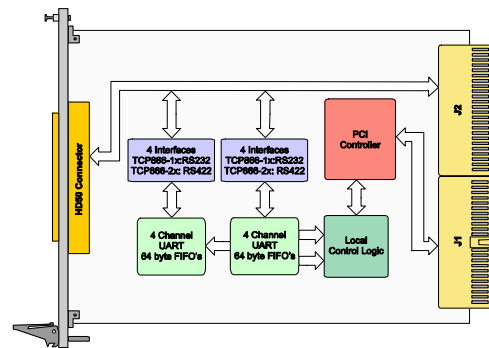 HD50 Connector
4 Interfaces
TCP866-1x:RS232
TCP866-2x: RS422
4 Interfaces
TCP866-1x:RS232
TCP866-2x: RS422
PCI
Controller
J2
4 Channel
UART
64 byte FIFO's
4 Channel
UART
64 byte FIFO's
Local
Control Logic
J1